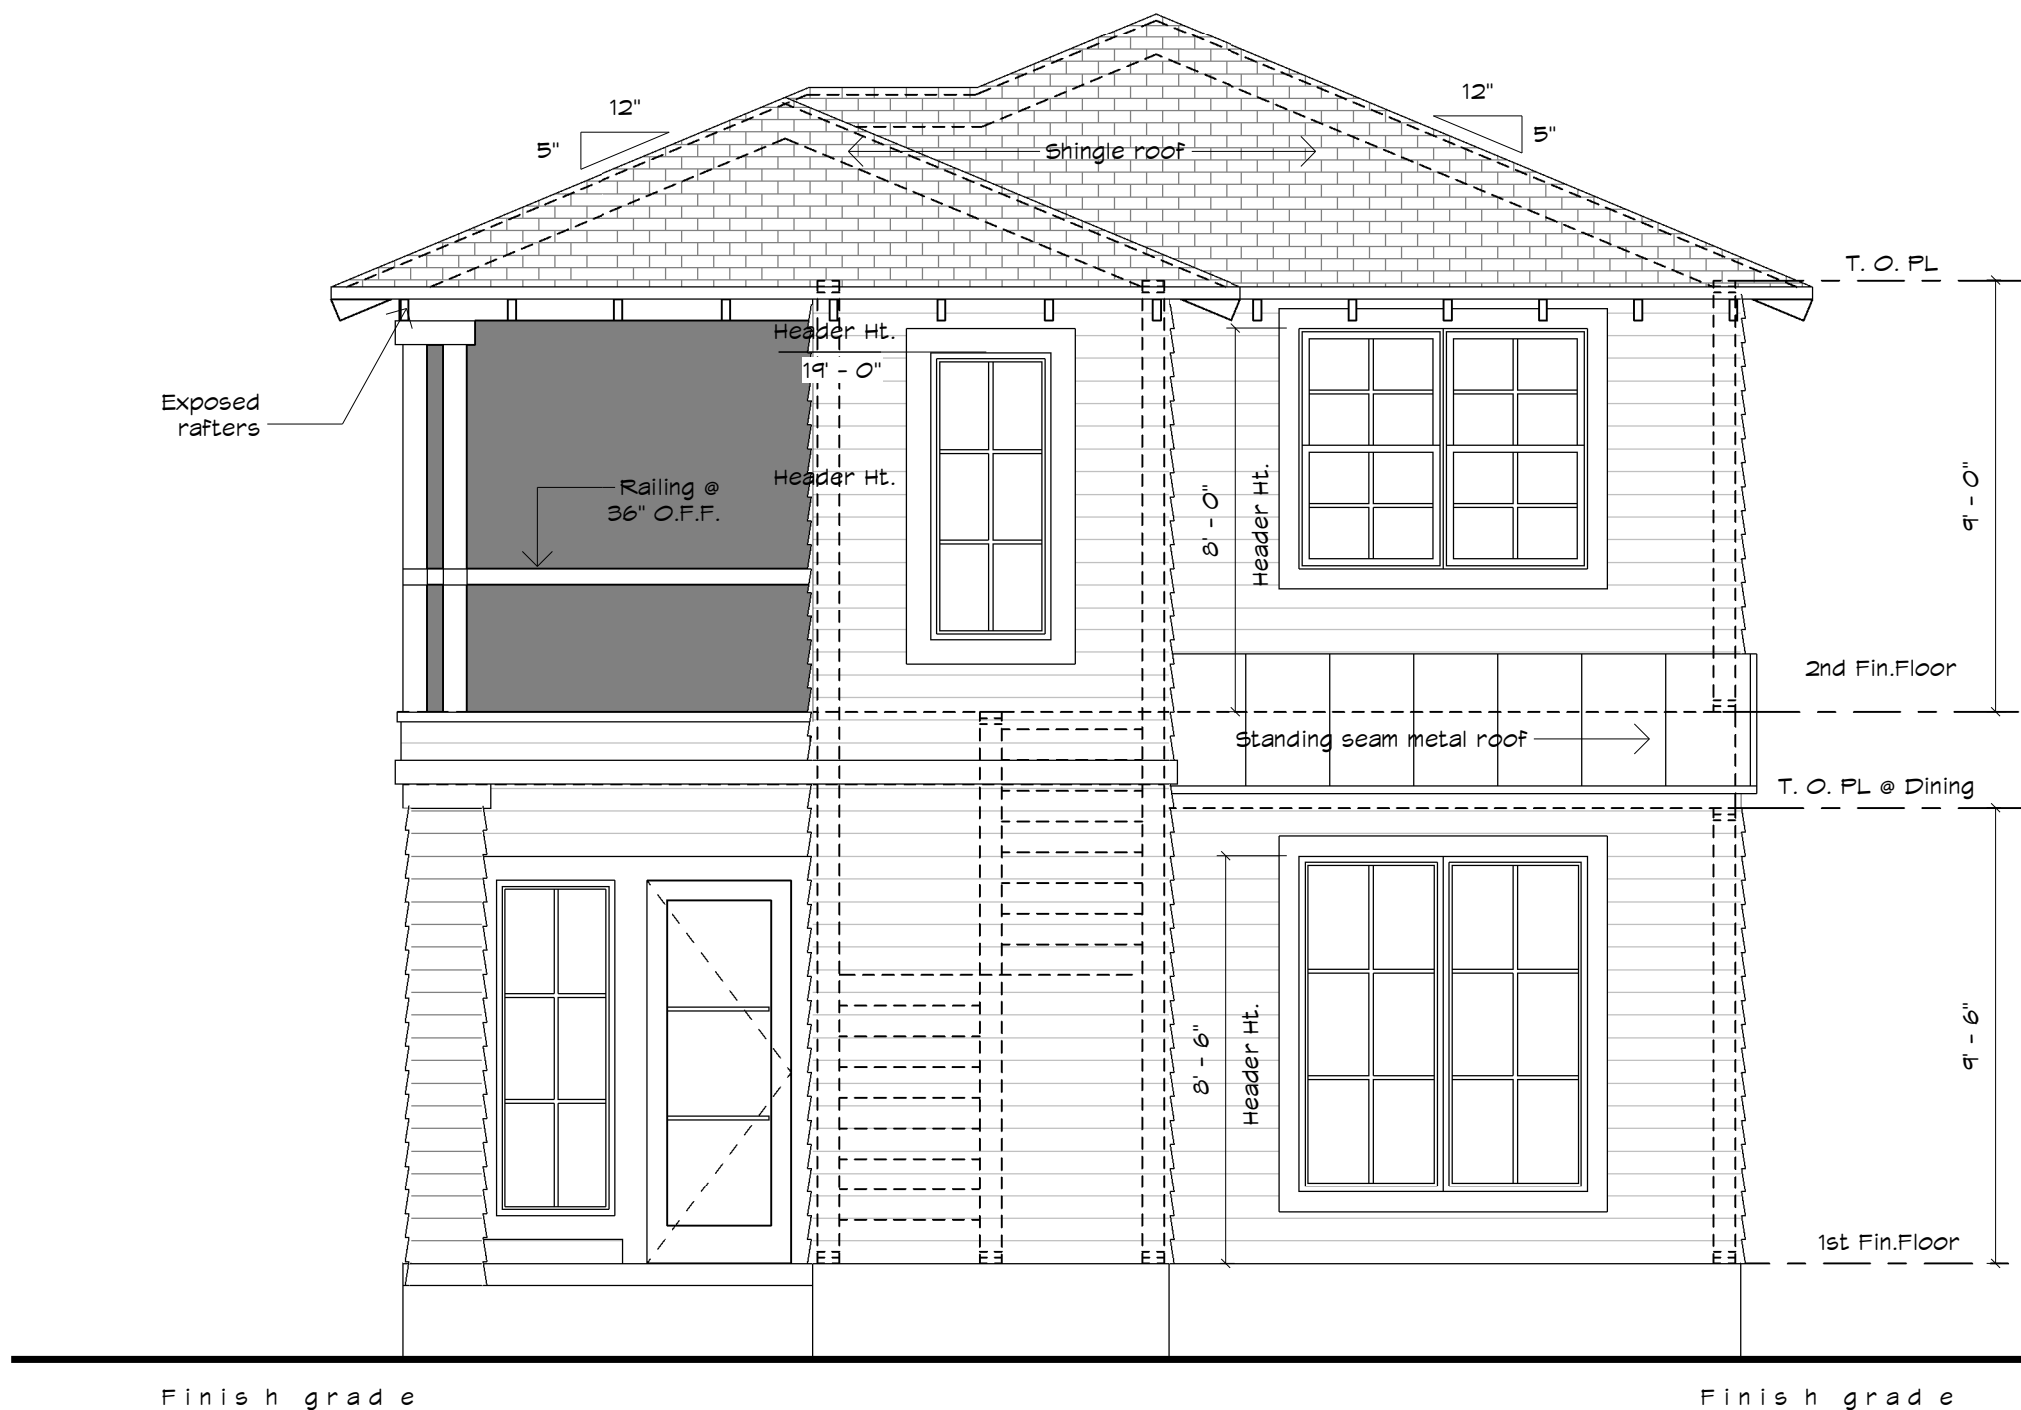 12"
5"
12"
5"
Shingle roof
T. O. PL
Header Ht.
19' - 0"
Exposed
rafters
Header Ht.
Railing @
36" O.F.F.
8' - 0"
Header Ht.
9' - 0"
2nd Fin.Floor
Standing seam metal roof
T. O. PL @ Dining
8' - 6"
Header Ht.
9' - 6"
1st Fin.Floor
Finish grade
Finish grade